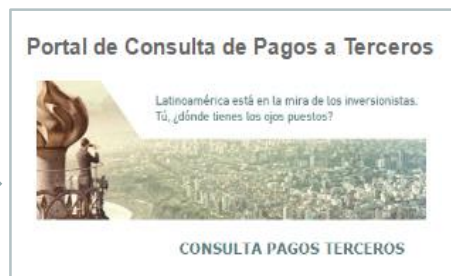 Portal de Consulta de Pagos a Terceros
Latinoamérica está en la mira de los inversionistas.
Tú, ¿dónde tienes los ojos puestos?
CONSULTA PAGOS TERCEROS